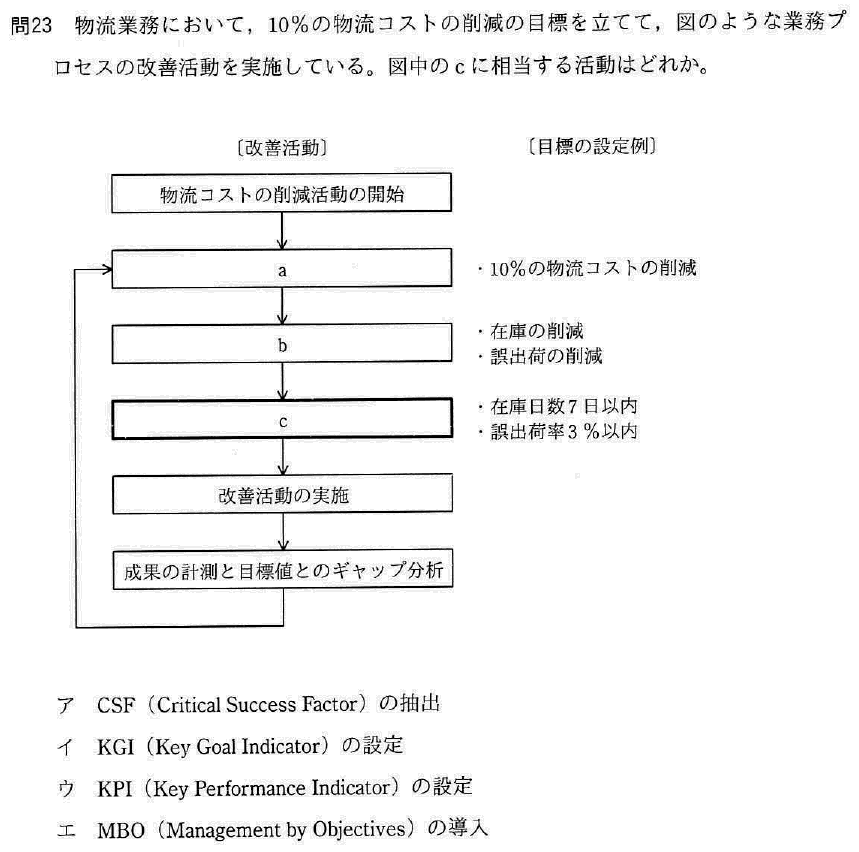 問23 物流業務において，10％の物流コストの削減の目標を立てて，図のような業務プ
ロセスの改善活動を実施している。図中のｃに相当する活動はどれか。
〔改善活動〕 〔目標の設定例〕
物流コストの削減活動の開始
a ・10％の物流コストの削減
b ・在庫の削減
・誤出荷の削減
c ・在庫日数7日以内
・誤出荷率3％以内
改善活動の実施
成果の計測と目標値とのギャップ分析
ア CSF（Critical Success Factor）の抽出
イ KGI（Key Goal Indicator）の設定
ウ KPI（Key Performance Indicator）の設定
エ MBO（Management by Objectives）の導入